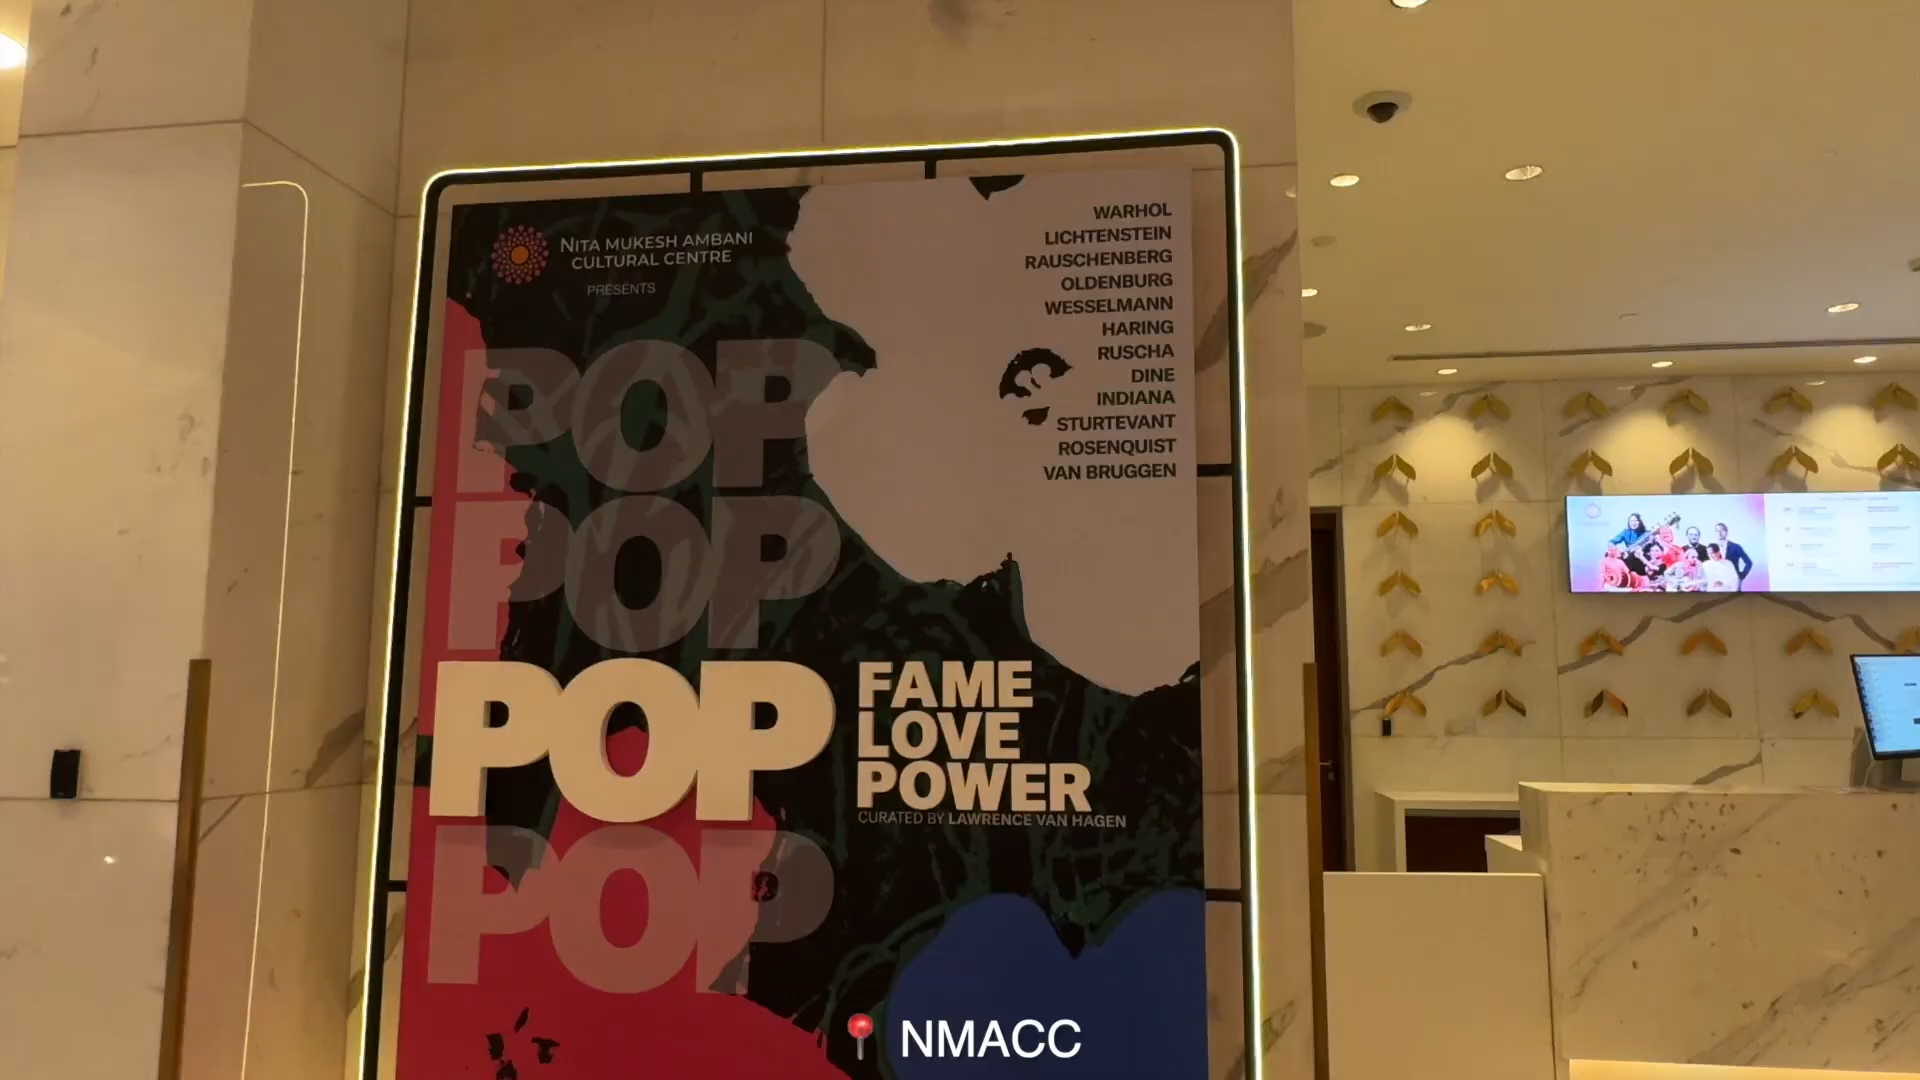 NITA MUKESH AMBANI
CULTURAL CENTRE
PRESENTS
WARHOL
LICHTENSTEIN
RAUSCHENBERG
OLDENBURG
WESSELMANN
HARING
RUSCHA
DINE
INDIANA
STURTEVANT
ROSENQUIST
VAN BRUGGEN
POP
POP
POP
FAME
LOVE
POWER
CURATED BY LAWRENCE VAN HAGEN
POP
NMACC